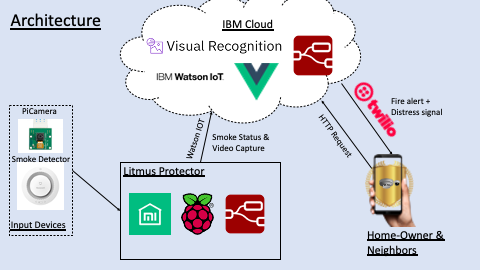 Architecture
IBM Cloud
Visual Recognition
IBM Watson IoT.
PiCamera
Smoke Detector
Input Devices
Watson IOT
Smoke Status &
Video Capture
Litmus Protector
twilio
Fire alert +
Distress signal
HTTP Request
Home-Owner &
Neighbors